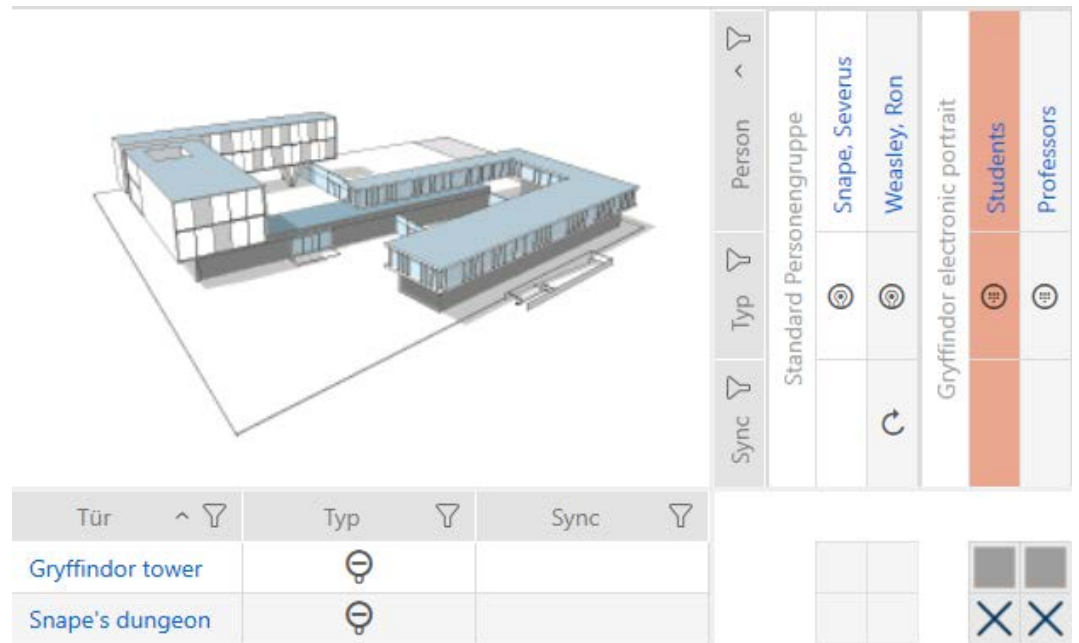 Person
Typ
Sync
Standard Personengruppe
Snape, Severus
Weasley, Ron
Gryffindor electronic portrait
Students
Professors
Tür
Typ
Sync
Gryffindor tower
Snape's dungeon